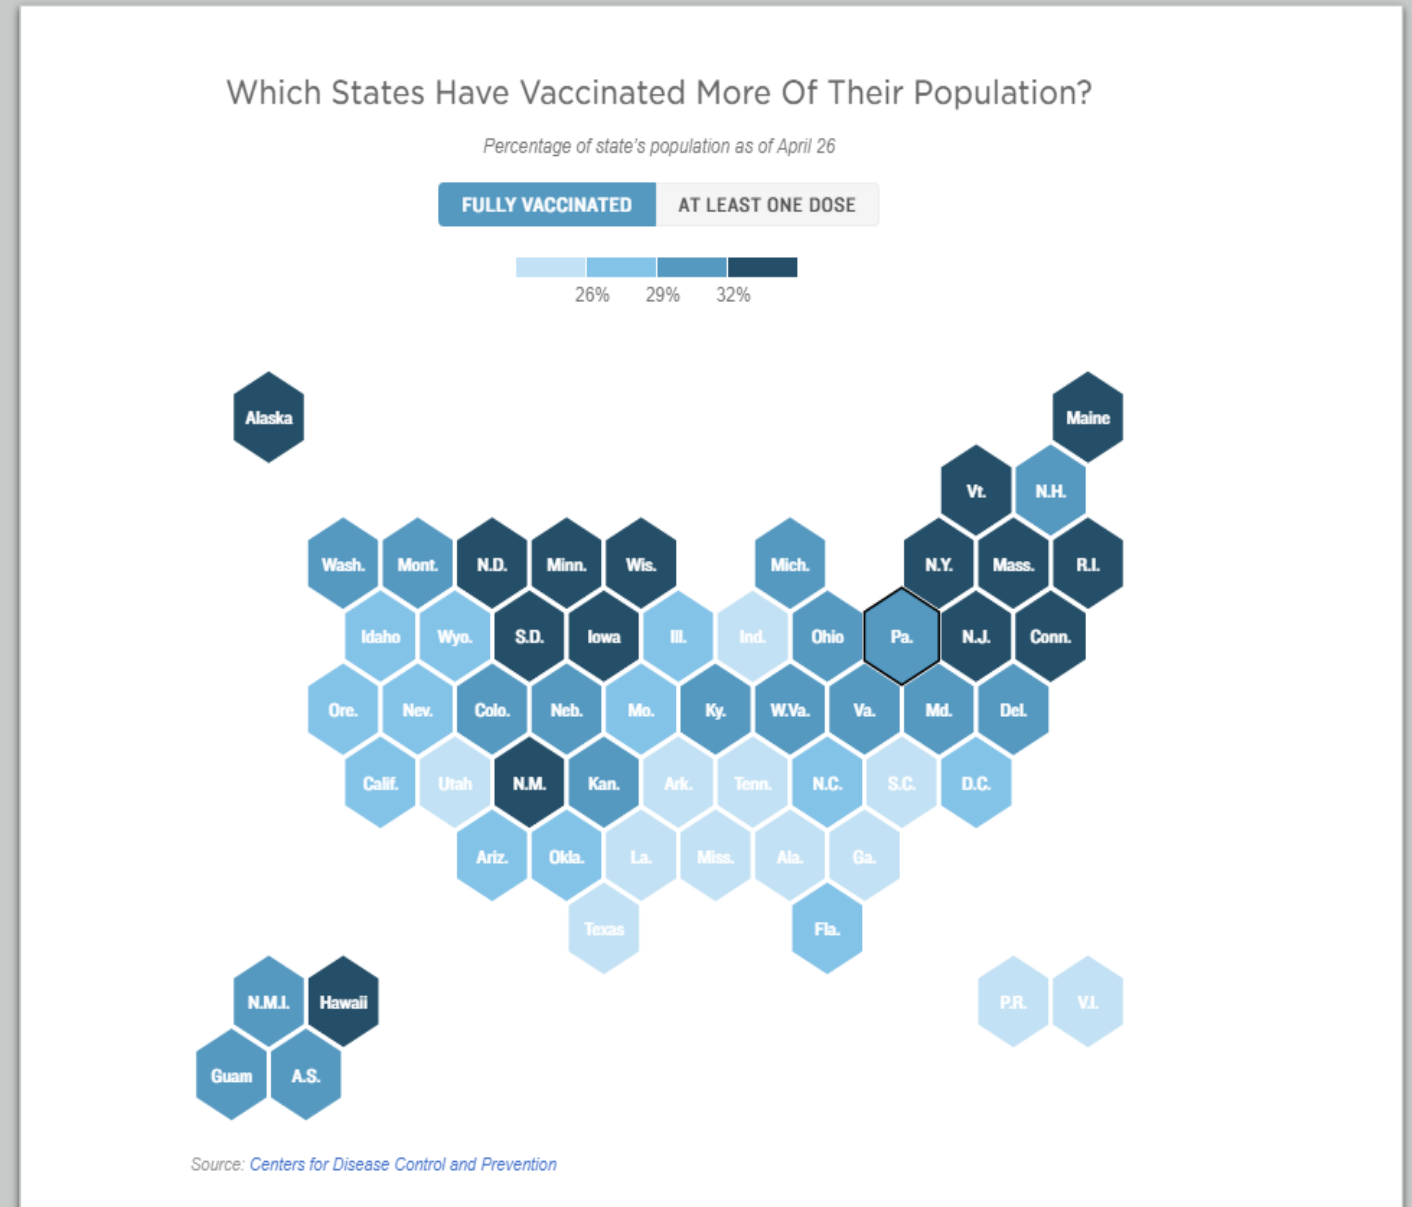 Which States Have Vaccinated More Of Their Population?
Percentage of state's population as of April 26
FULLY VACCINATED AT LEAST ONE DOSE
26% 29% 32%
Alaska Maine
Vt. N.H.
Wash. Mont. N.D. Minn. Wis. Mich. N.Y. Mass. R.I.
Idaho Wyo. S.D. Iowa Ill. Ind. Ohio Pa. N.J. Conn.
Ore. Nev. Colo. Neb. Mo. Ky. W.Va. Va. Md. Del.
Calif. Utah N.M. Kan. Ark. Tenn. N.C. S.C. D.C.
Ariz. Okla. La. Miss. Ala. Ga.
Texas Fla.
N.M.I. Hawaii P.R. V.I.
Guam A.S.
Source: Centers for Disease Control and Prevention